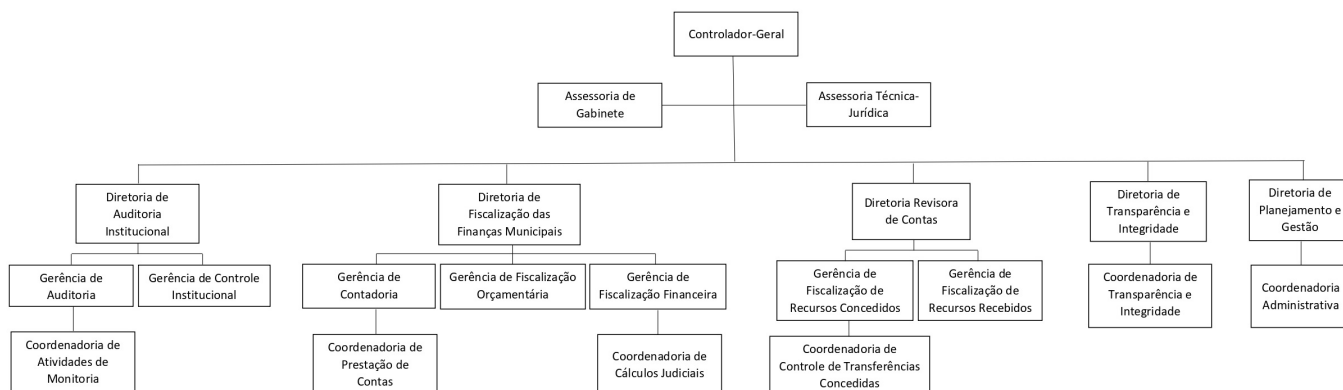 Controlador-Geral
Assessoria de
Gabinete
Assessoria Técnica-
Jurídica
Diretoria de
Auditoria
Institucional
Diretoria de
Fiscalização das
Finanças Municipais
Diretoria Revisora
de Contas
Diretoria de
Transparência e
Integridade
Diretoria de
Planejamento e
Gestão
Gerência de
Auditoria
Gerência de Controle
Institucional
Gerência de
Contadoria
Gerência de Fiscalização
Orçamentária
Gerência de
Fiscalização Financeira
Gerência de
Fiscalização de
Recursos Concedidos
Gerência de
Fiscalização de
Recursos Recebidos
Coordenadoria de
Transparência e
Integridade
Coordenadoria
Administrativa
Coordenadoria de
Atividades de
Monitoria
Coordenadoria de
Prestação de
Contas
Coordenadoria de
Cálculos Judiciais
Coordenadoria de
Controle de Transferências
Concedidas